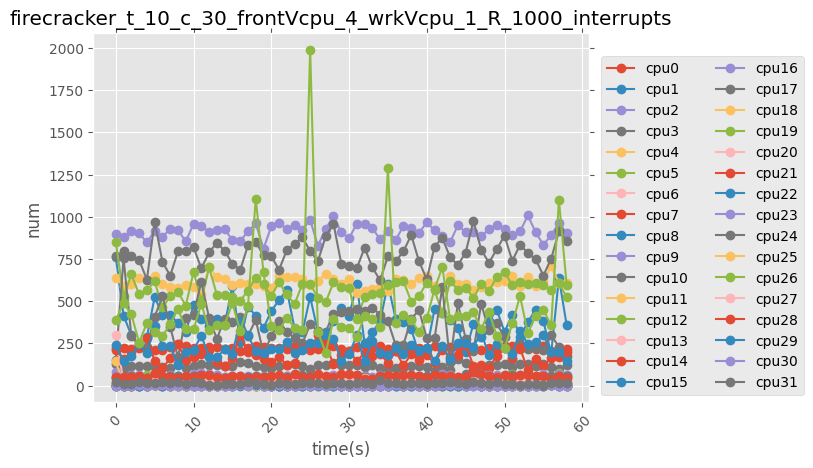 firecracker_t_10_c_30_frontVcpu_4_wrkVcpu_1_R_1000_interrupts
2000
1750
1500
1250
1000
750
500
250
0
num
0
10
20
30
40
50
60
time(s)
cpu0
cpu1
cpu2
cpu3
cpu4
cpu5
cpu6
cpu7
cpu8
cpu9
cpu10
cpu11
cpu12
cpu13
cpu14
cpu15
cpu16
cpu17
cpu18
cpu19
cpu20
cpu21
cpu22
cpu23
cpu24
cpu25
cpu26
cpu27
cpu28
cpu29
cpu30
cpu31